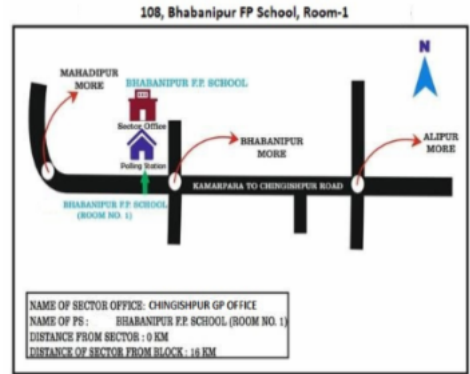 108, Bhabanipur FP School, Room-1
N
MAHADIPUR
MORE
BHABANIPUR F.P. SCHOOL
Sector Office
Polling Station
BHABANIPUR
MORE
ALIPUR
MORE
KAMARPARA TO CHINGISHPUR ROAD
BHABANIPUR F.P. SCHOOL
(ROOM NO. 1)
NAME OF SECTOR OFFICE: CHINGISHPUR GP OFFICE
NAME OF PS : BHABANIPUR F.P. SCHOOL (ROOM NO. 1)
DISTANCE FROM SECTOR : 0 KM
DISTANCE OF SECTOR FROM BLOCK : 16 KM